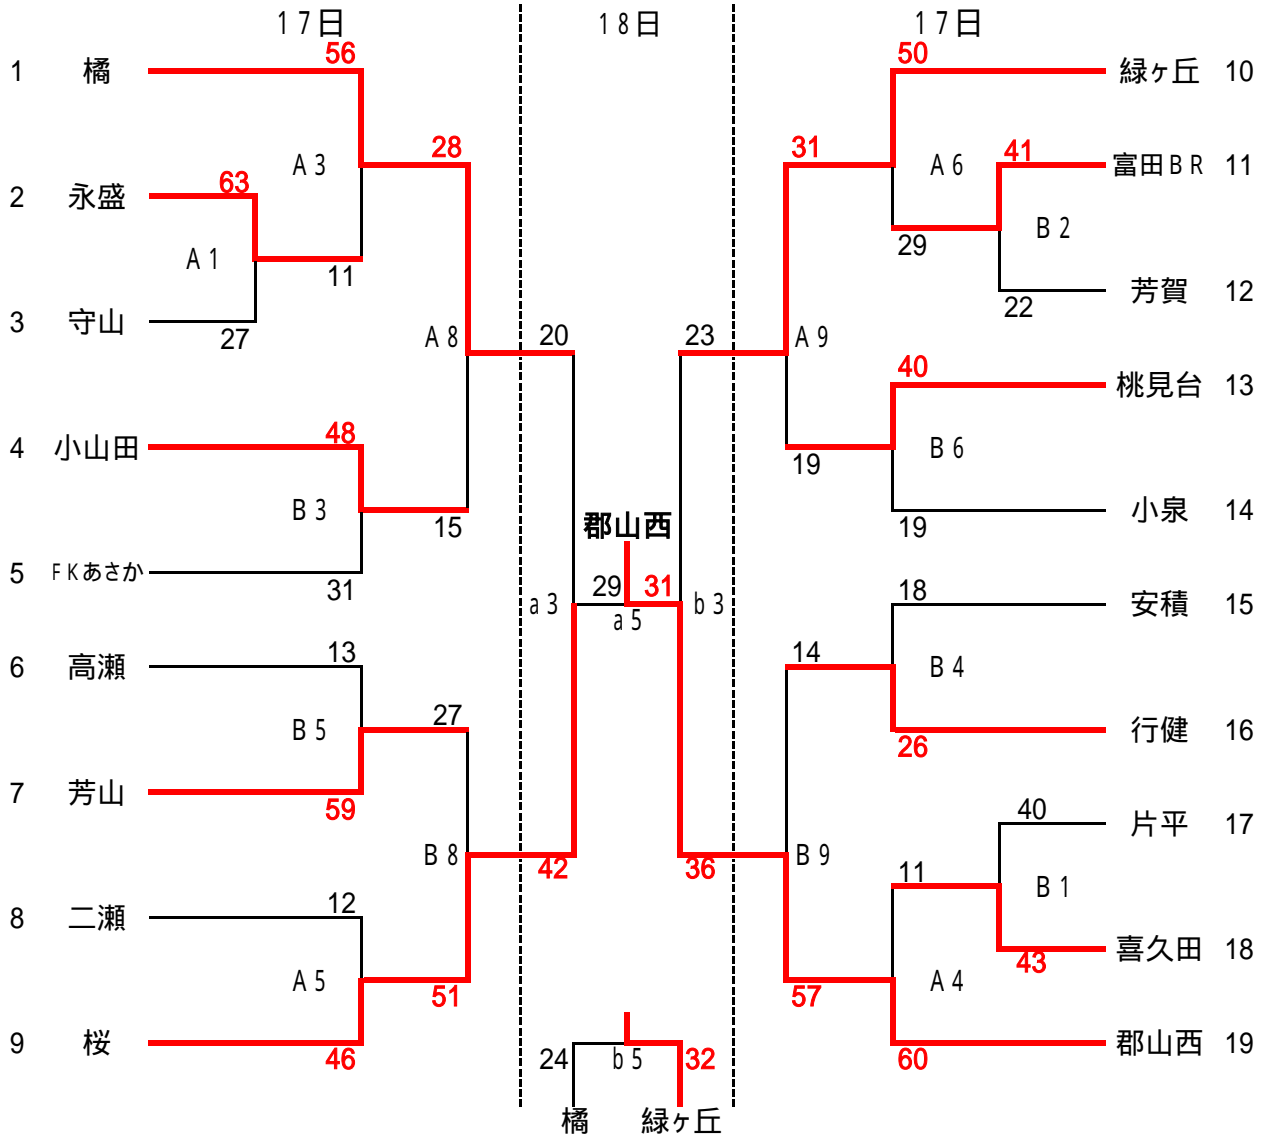 17日 18日 17日
56 50
1 橘 緑ヶ丘 10
28 31 41
A3 A6 富田BR 11
63
2 永盛
B2
29
A1
11 芳賀 12
22
3 守山
27
A8 20 23 A9
40
桃見台 13
48
4 小山田 B6
19
B3 小泉 14
15 郡山西 19
5 FKあさか
31 29 31
18
a3 b3 安積 15
a5
13 14
6 高瀬 B4
27
B5 行健 16
26
7 芳山
59
40
片平 17
B8 B9
42 36
11
B1
12
8 二瀬
喜久田 18
43
A5 A4
51 57
9 桜 郡山西 19
46 24 b5 32 60
橘 緑ヶ丘